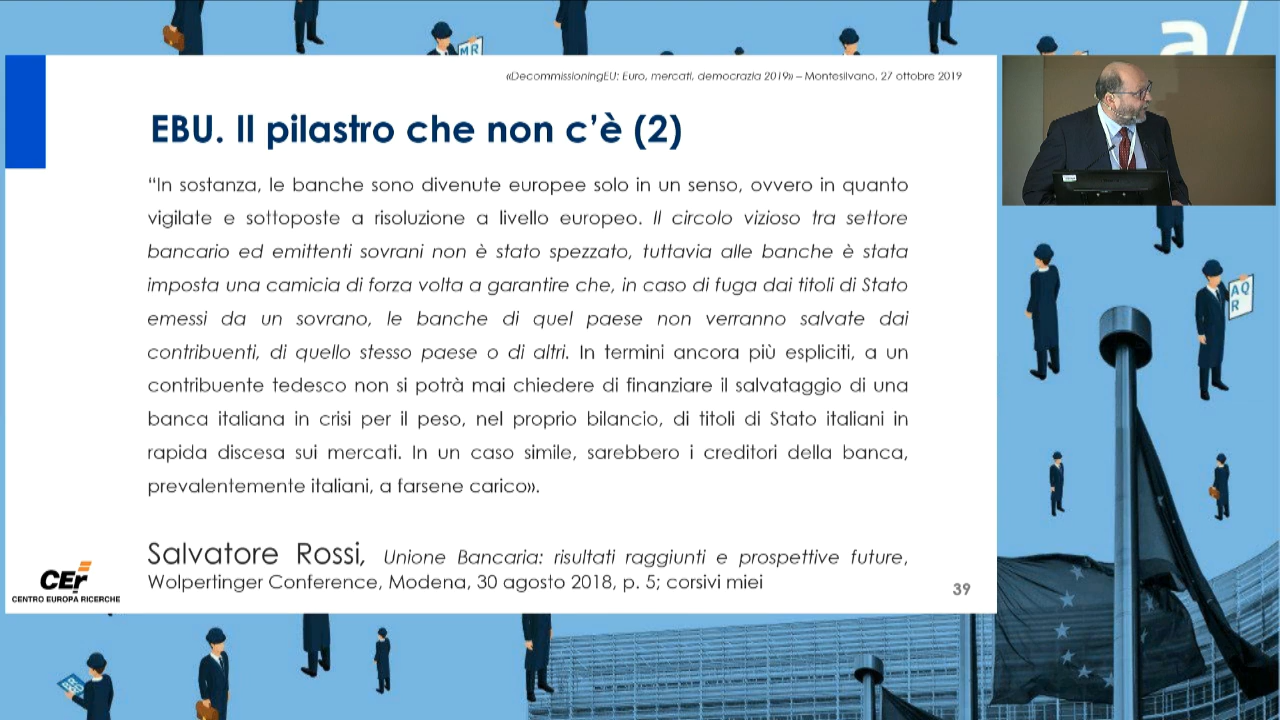 a/
MR
«DecommissioningEU: Euro, mercati, democrazia 2019» – Montesilvano, 27 ottobre 2019
EBU. Il pilastro che non c'è (2)
“In sostanza, le banche sono divenute europee solo in un senso, ovvero in quanto
vigilate e sottoposte a risoluzione a livello europeo. Il circolo vizioso tra settore
bancario ed emittenti sovrani non è stato spezzato, tuttavia alle banche è stata
imposta una camicia di forza volta a garantire che, in caso di fuga dai titoli di Stato
emessi da un sovrano, le banche di quel paese non verranno salvate dai
contribuenti, di quello stesso paese o di altri. In termini ancora più espliciti, a un
contribuente tedesco non si potrà mai chiedere di finanziare il salvataggio di una
banca italiana in crisi per il peso, nel proprio bilancio, di titoli di Stato italiani in
rapida discesa sui mercati. In un caso simile, sarebbero i creditori della banca,
prevalentemente italiani, a farsene carico».
Salvatore Rossi, Unione Bancaria: risultati raggiunti e prospettive future,
Wolpertinger Conference, Modena, 30 agosto 2018, p. 5; corsivi miei
CEr
CENTRO EUROPA RICERCHE
39
AQ
R